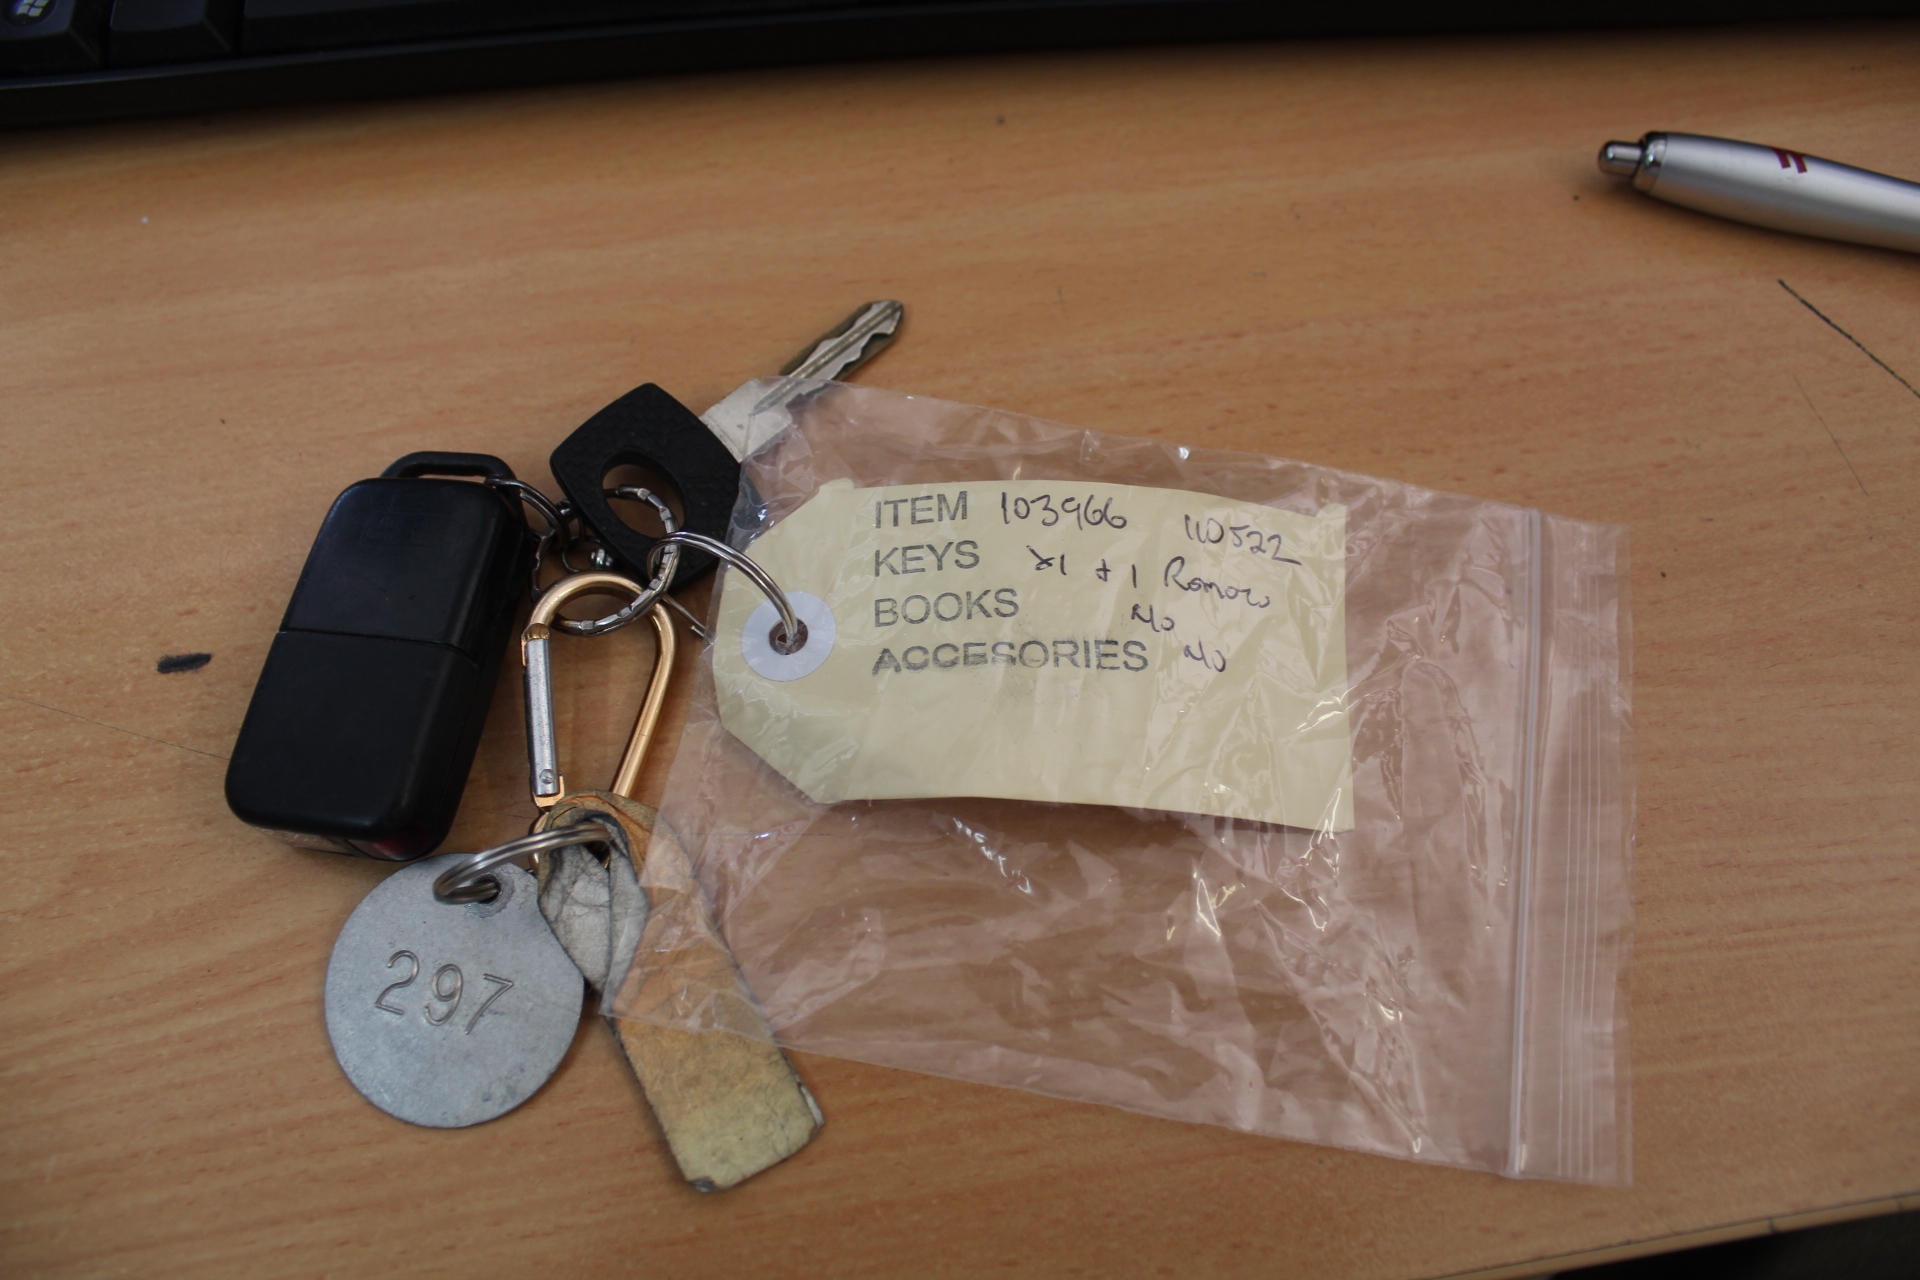 ITEM 103966 110522
KEYS x1 + 1 Remote
BOOKS No
ACCESORIES No
297